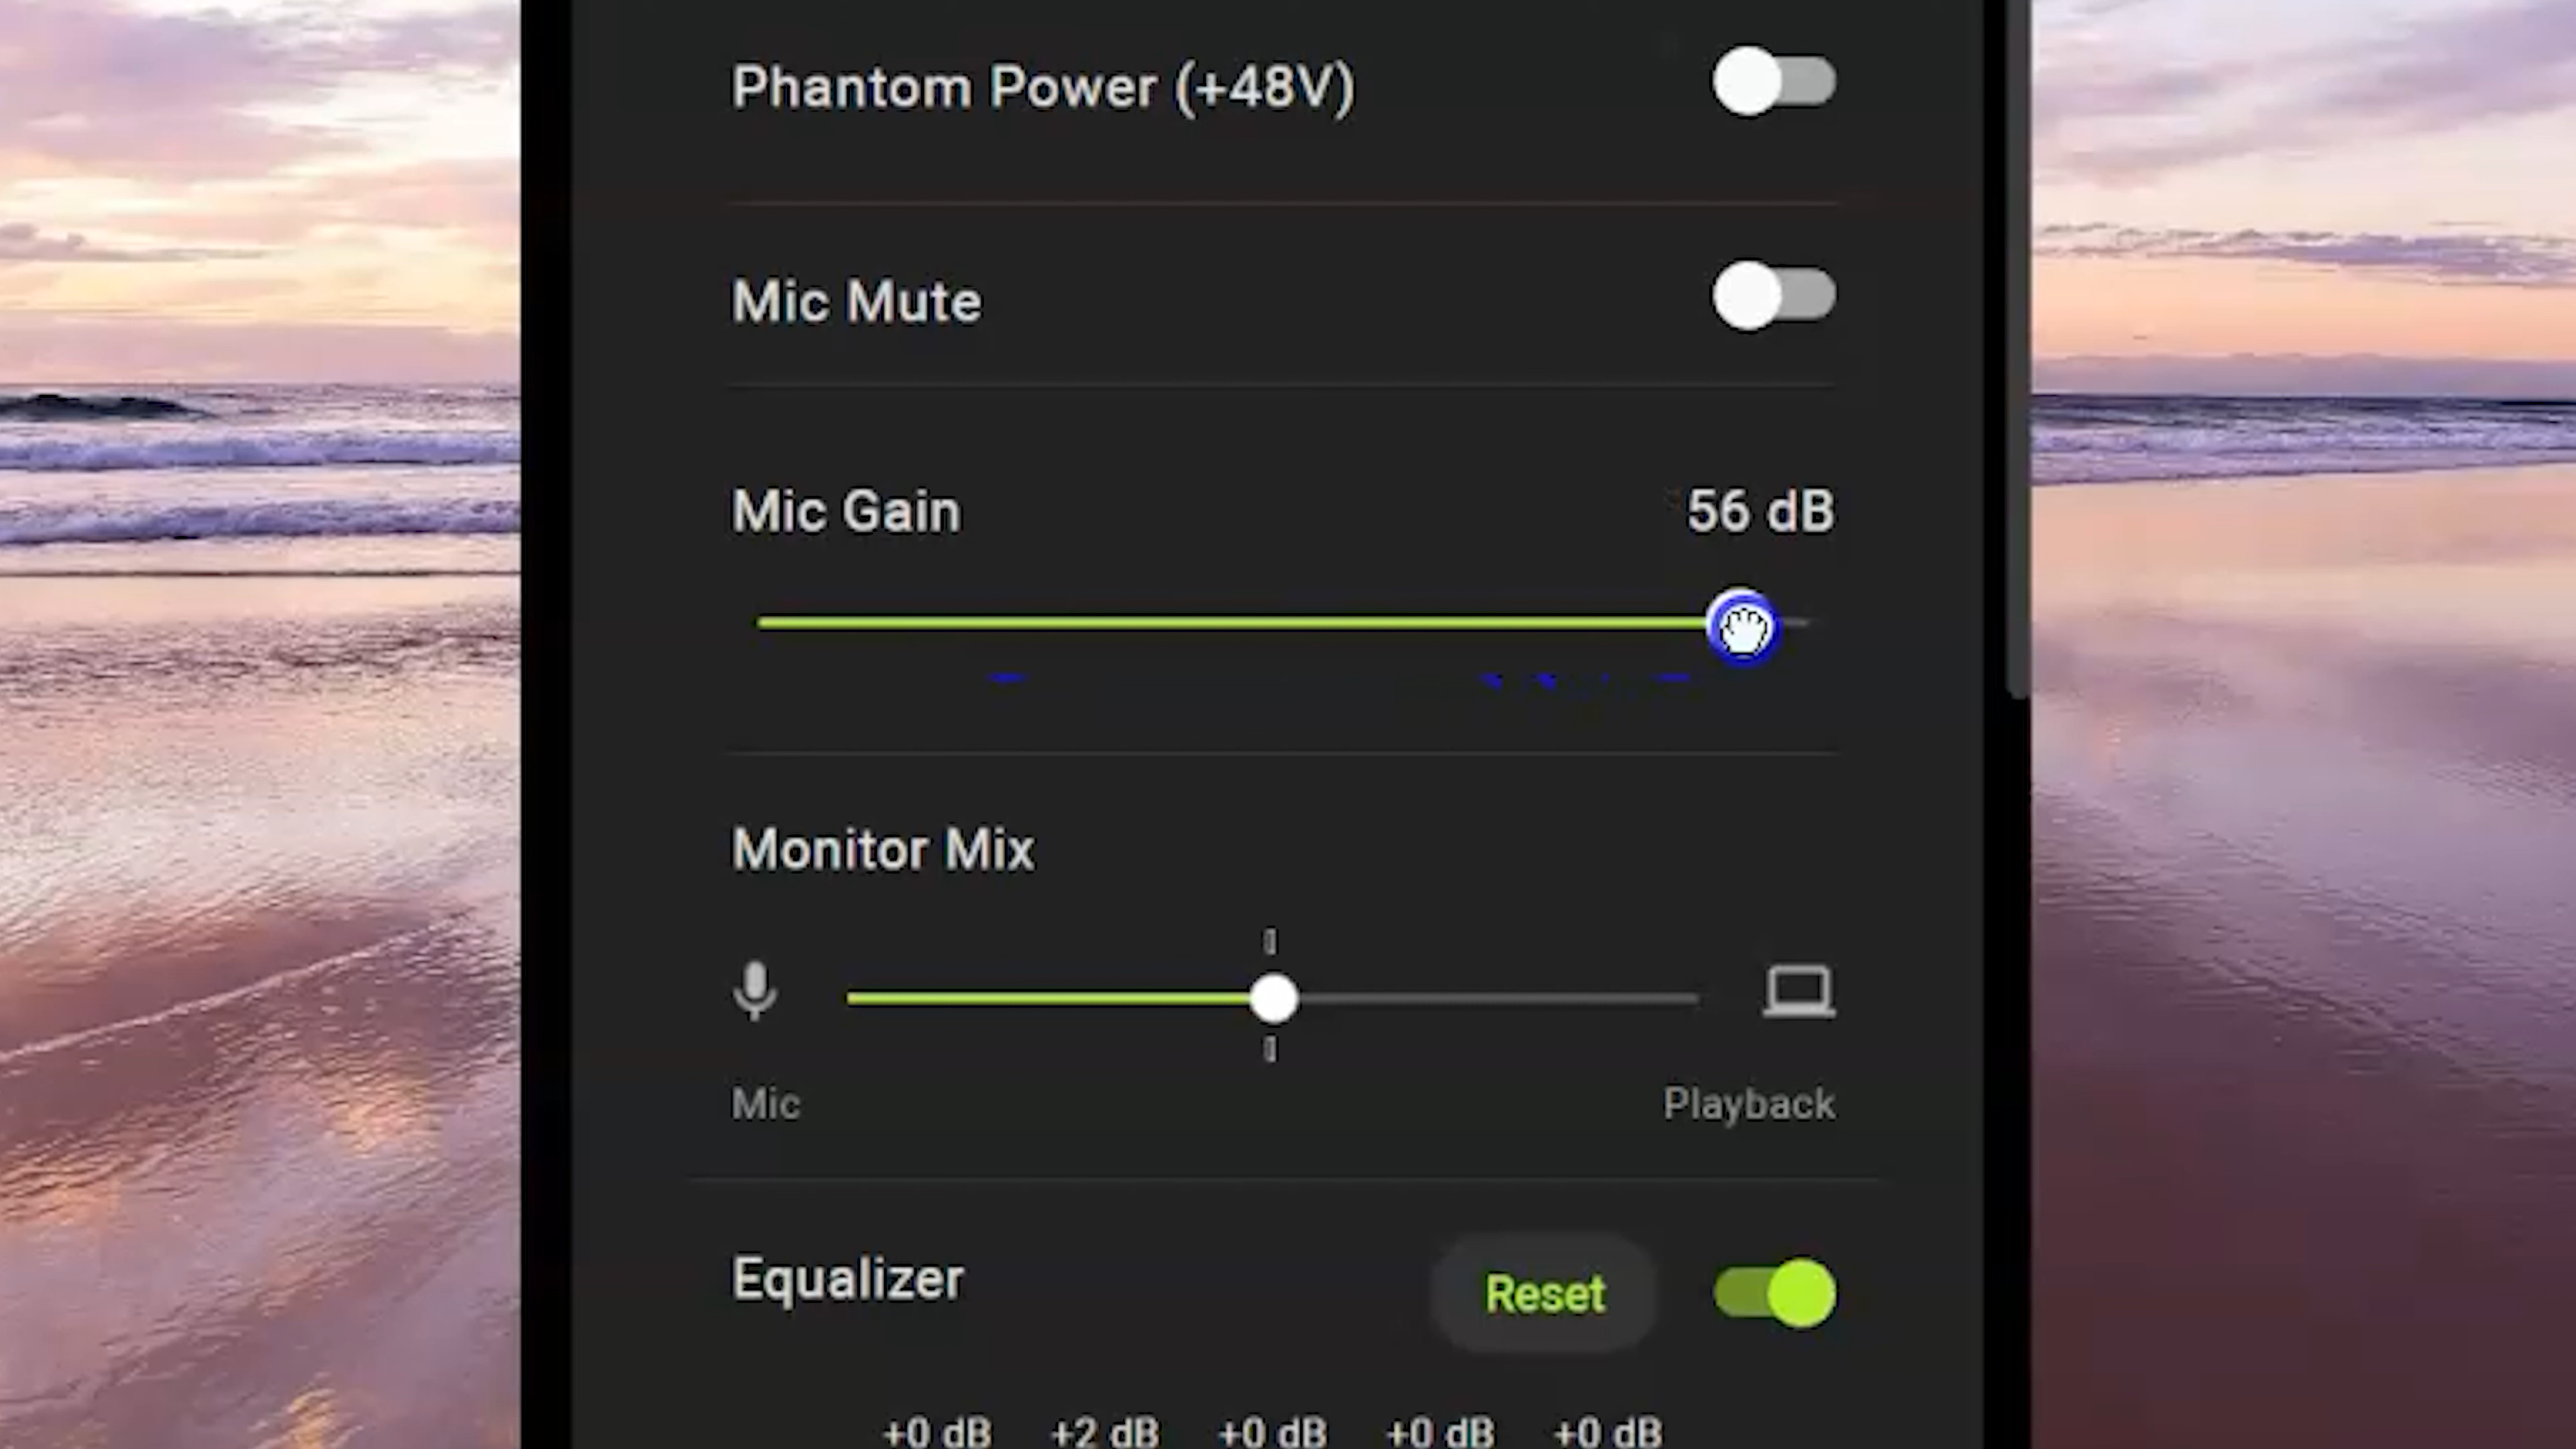 Phantom Power (+48V)
Mic Mute
Mic Gain 56 dB
Monitor Mix
Mic Playback
Equalizer Reset
+0 dB +2 dB +0 dB +0 dB +0 dB